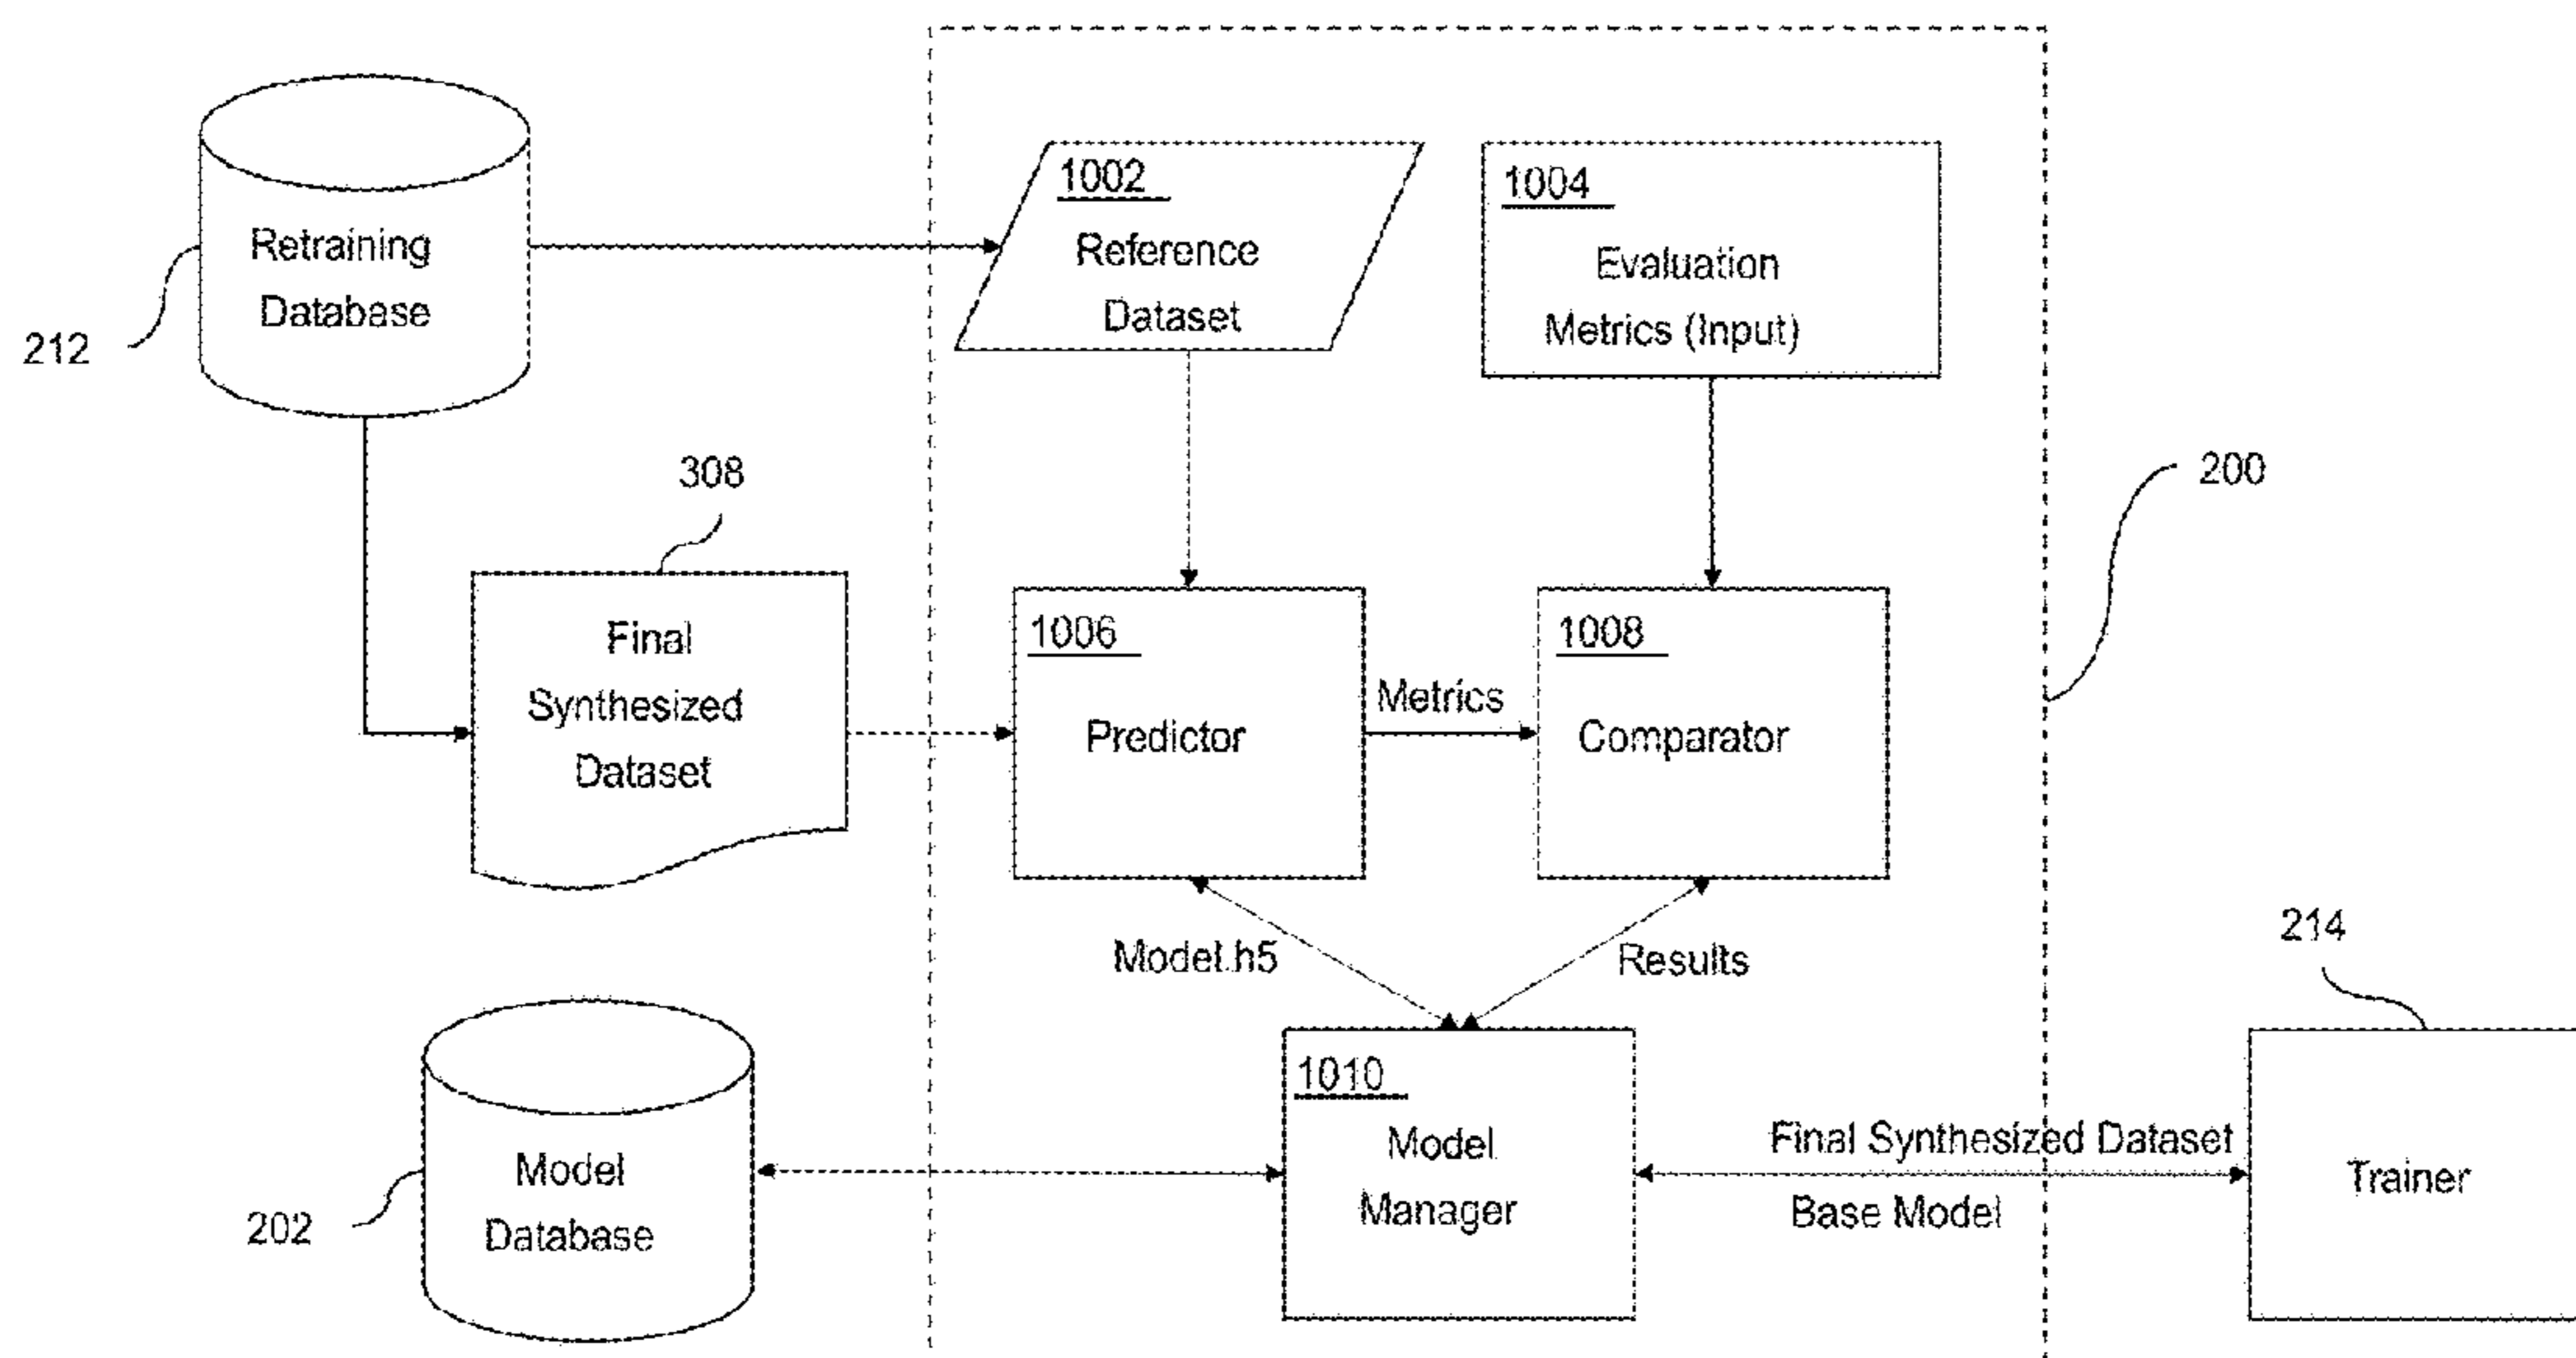 1002
Reference
Dataset
1004
Evaluation
Metrics (Input)
Retraining
Database
212
308
200
Final
Synthesized
Dataset
1006
Predictor
Metrics
1008
Comparator
Model.h5
Results
214
1010
Model
Manager
Model
Database
202
Final Synthesized Dataset
Base Model
Trainer